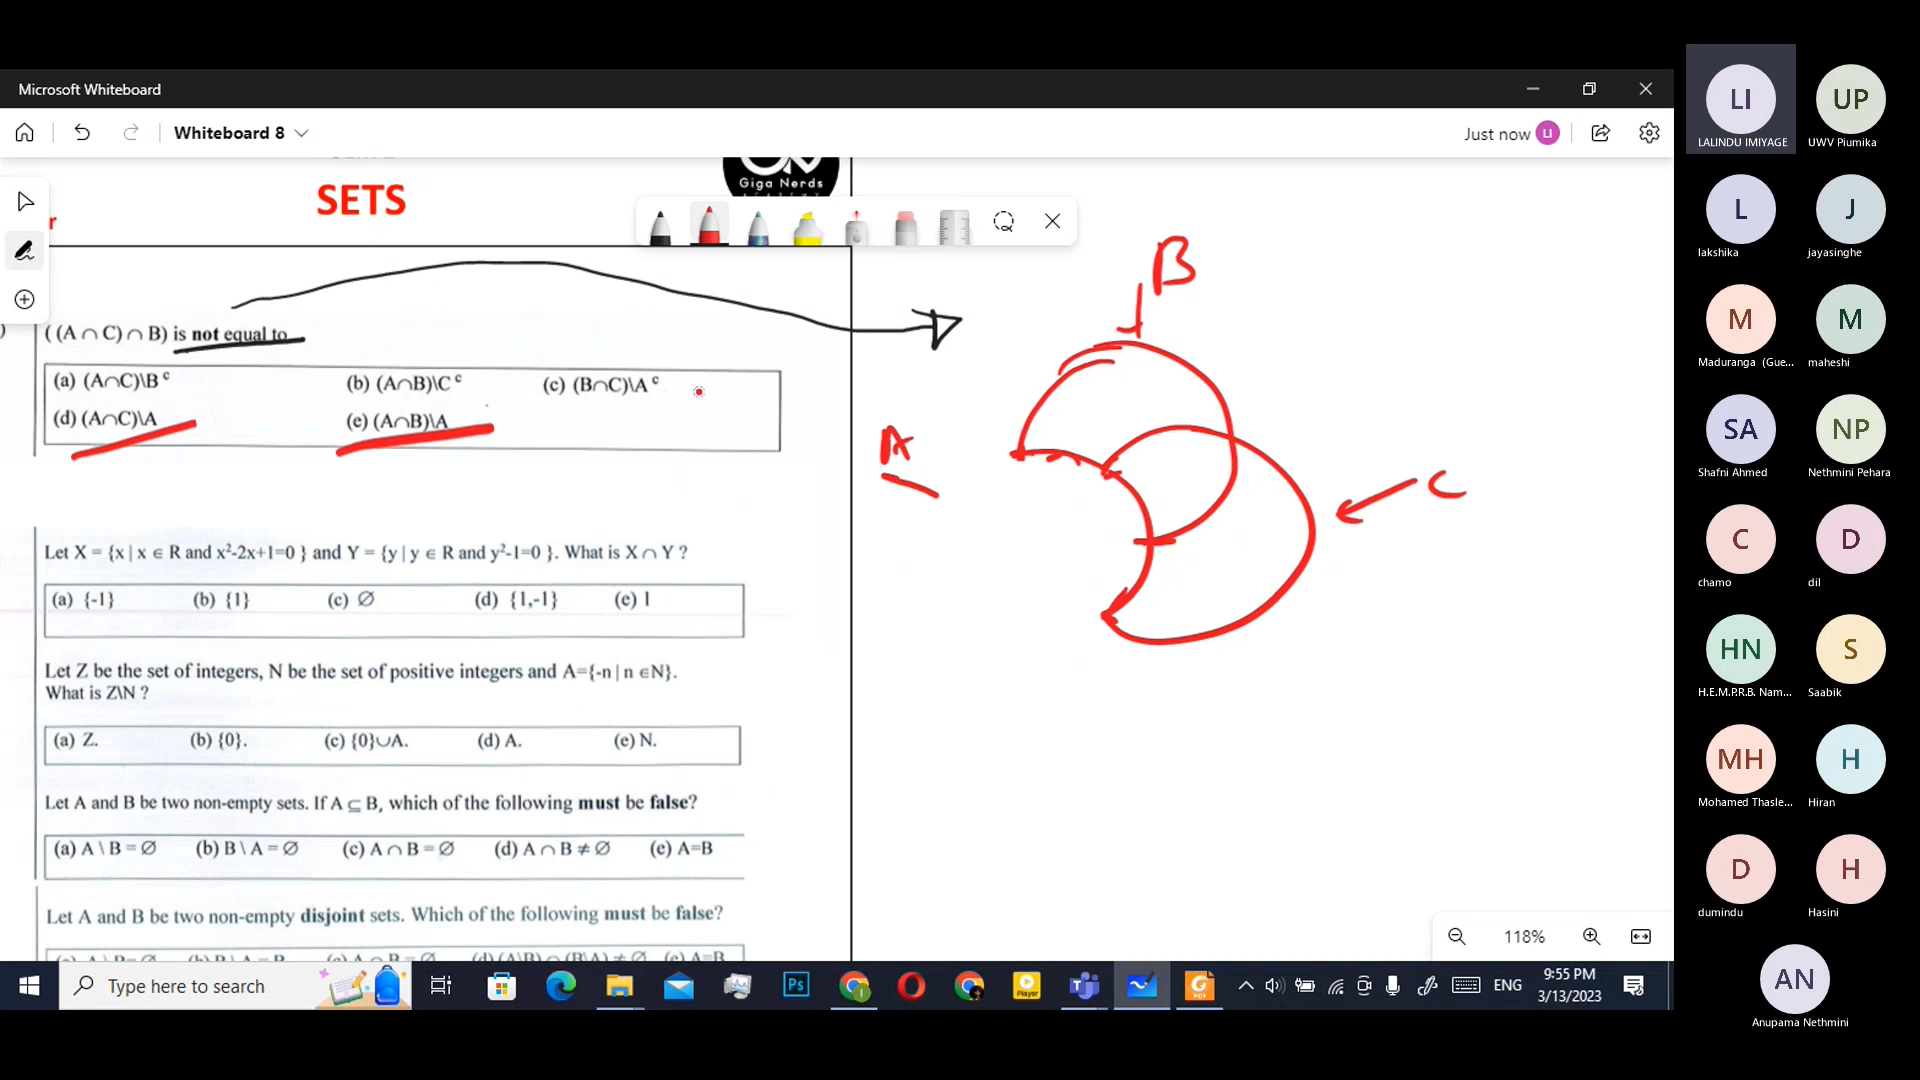 Microsoft Whiteboard
Whiteboard 8
Just now LI
SETS
Giga Nerds
r
B
( (A ∩ C) ∩ B) is not equal to
(a) (A∩C)\B ᶜ (b) (A∩B)\C ᶜ (c) (B∩C)\A ᶜ
(d) (A∩C)\A (e) (A∩B)\A
A
C
Let X = {x | x ∈ R and x²-2x+1=0 } and Y = {y | y ∈ R and y²-1=0 }. What is X ∩ Y ?
(a) {-1} (b) {1} (c) ∅ (d) {1,-1} (e) 1
Let Z be the set of integers, N be the set of positive integers and A={-n | n ∈N}.
What is Z\N ?
(a) Z. (b) {0}. (c) {0}∪A. (d) A. (e) N.
Let A and B be two non-empty sets. If A ⊆ B, which of the following must be false?
(a) A \ B = ∅ (b) B \ A = ∅ (c) A ∩ B = ∅ (d) A ∩ B ≠ ∅ (e) A=B
Let A and B be two non-empty disjoint sets. Which of the following must be false?
118%
Type here to search
Ps
Player
ENG
9:55 PM
3/13/2023
LI
LALINDU IMIYAGE
UP
UWV Piumika
L
lakshika
J
jayasinghe
M
Maduranga (Gue...
M
maheshi
SA
Shafni Ahmed
NP
Nethmini Pehara
C
chamo
D
dil
HN
H.E.M.P.R.B. Nam...
S
Saabik
MH
Mohamed Thasle...
H
Hiran
D
dumindu
H
Hasini
AN
Anupama Nethmini